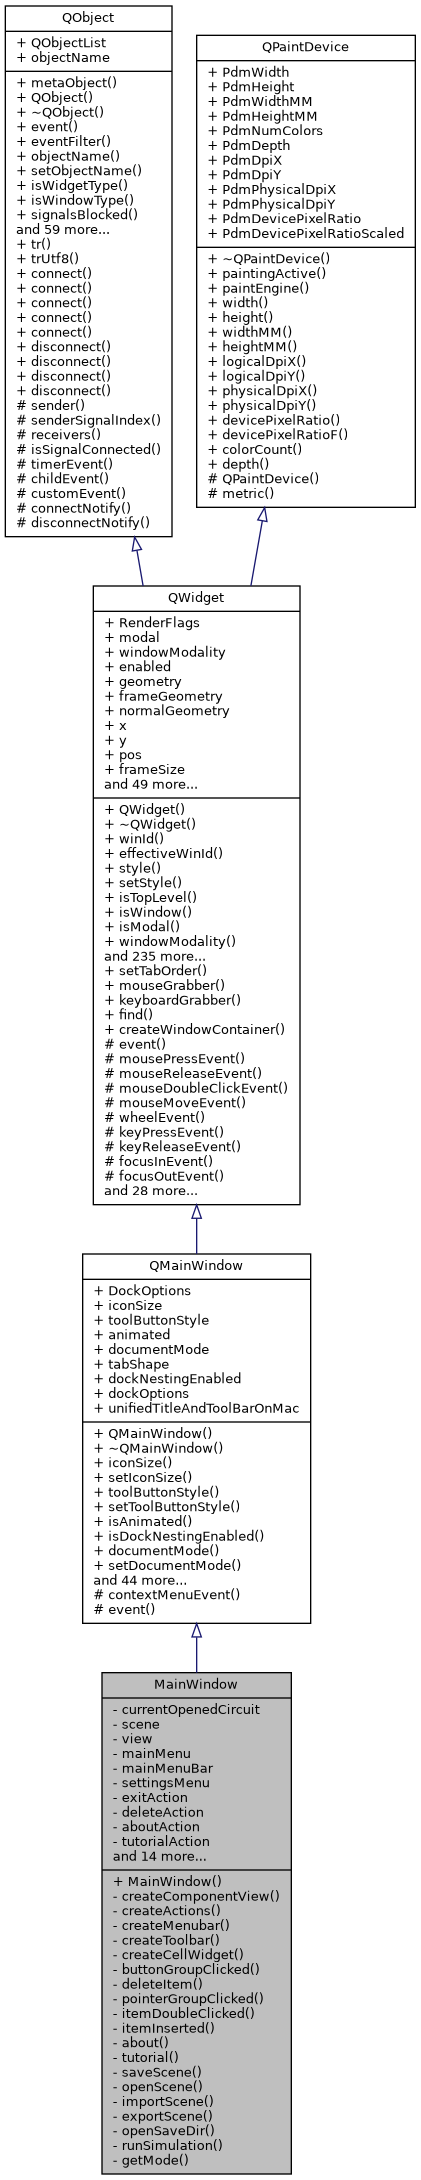 QObject
+ QObjectList
+ objectName
+ metaObject()
+ QObject()
+ ~QObject()
+ event()
+ eventFilter()
+ objectName()
+ setObjectName()
+ isWidgetType()
+ isWindowType()
+ signalsBlocked()
and 59 more...
+ tr()
+ trUtf8()
+ connect()
+ connect()
+ connect()
+ connect()
+ connect()
+ disconnect()
+ disconnect()
+ disconnect()
+ disconnect()
# sender()
# senderSignalIndex()
# receivers()
# isSignalConnected()
# timerEvent()
# childEvent()
# customEvent()
# connectNotify()
# disconnectNotify()
QPaintDevice
+ PdmWidth
+ PdmHeight
+ PdmWidthMM
+ PdmHeightMM
+ PdmNumColors
+ PdmDepth
+ PdmDpiX
+ PdmDpiY
+ PdmPhysicalDpiX
+ PdmPhysicalDpiY
+ PdmDevicePixelRatio
+ PdmDevicePixelRatioScaled
+ ~QPaintDevice()
+ paintingActive()
+ paintEngine()
+ width()
+ height()
+ widthMM()
+ heightMM()
+ logicalDpiX()
+ logicalDpiY()
+ physicalDpiX()
+ physicalDpiY()
+ devicePixelRatio()
+ devicePixelRatioF()
+ colorCount()
+ depth()
# QPaintDevice()
# metric()
QWidget
+ RenderFlags
+ modal
+ windowModality
+ enabled
+ geometry
+ frameGeometry
+ normalGeometry
+ x
+ y
+ pos
+ frameSize
and 49 more...
+ QWidget()
+ ~QWidget()
+ winId()
+ effectiveWinId()
+ style()
+ setStyle()
+ isTopLevel()
+ isWindow()
+ isModal()
+ windowModality()
and 235 more...
+ setTabOrder()
+ mouseGrabber()
+ keyboardGrabber()
+ find()
+ createWindowContainer()
# event()
# mousePressEvent()
# mouseReleaseEvent()
# mouseDoubleClickEvent()
# mouseMoveEvent()
# wheelEvent()
# keyPressEvent()
# keyReleaseEvent()
# focusInEvent()
# focusOutEvent()
and 28 more...
QMainWindow
+ DockOptions
+ iconSize
+ toolButtonStyle
+ animated
+ documentMode
+ tabShape
+ dockNestingEnabled
+ dockOptions
+ unifiedTitleAndToolBarOnMac
+ QMainWindow()
+ ~QMainWindow()
+ iconSize()
+ setIconSize()
+ toolButtonStyle()
+ setToolButtonStyle()
+ isAnimated()
+ isDockNestingEnabled()
+ documentMode()
+ setDocumentMode()
and 44 more...
# contextMenuEvent()
# event()
MainWindow
- currentOpenedCircuit
- scene
- view
- mainMenu
- mainMenuBar
- settingsMenu
- exitAction
- deleteAction
- aboutAction
- tutorialAction
and 14 more...
+ MainWindow()
- createComponentView()
- createActions()
- createMenubar()
- createToolbar()
- createCellWidget()
- buttonGroupClicked()
- deleteItem()
- pointerGroupClicked()
- itemDoubleClicked()
- itemInserted()
- about()
- tutorial()
- saveScene()
- openScene()
- importScene()
- exportScene()
- openSaveDir()
- runSimulation()
- getMode()